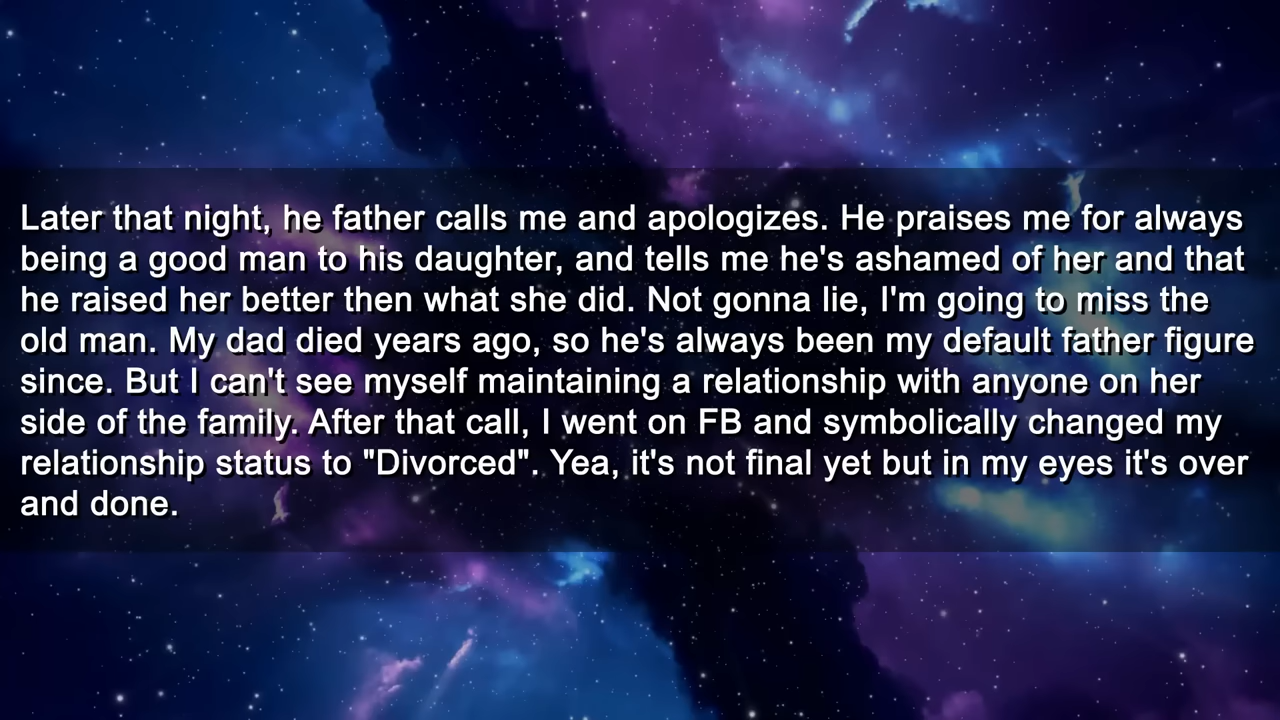 Later that night, he father calls me and apologizes. He praises me for always
being a good man to his daughter, and tells me he's ashamed of her and that
he raised her better then what she did. Not gonna lie, I'm going to miss the
old man. My dad died years ago, so he's always been my default father figure
since. But I can't see myself maintaining a relationship with anyone on her
side of the family. After that call, I went on FB and symbolically changed my
relationship status to "Divorced". Yea, it's not final yet but in my eyes it's over
and done.